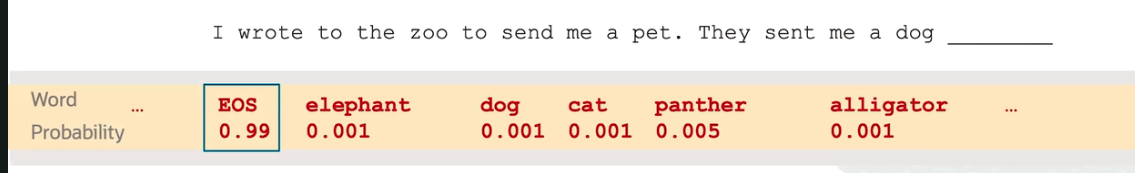 I wrote to the zoo to send me a pet. They sent me a dog ________
Word ... EOS elephant dog cat panther alligator ...
Probability 0.99 0.001 0.001 0.001 0.005 0.001